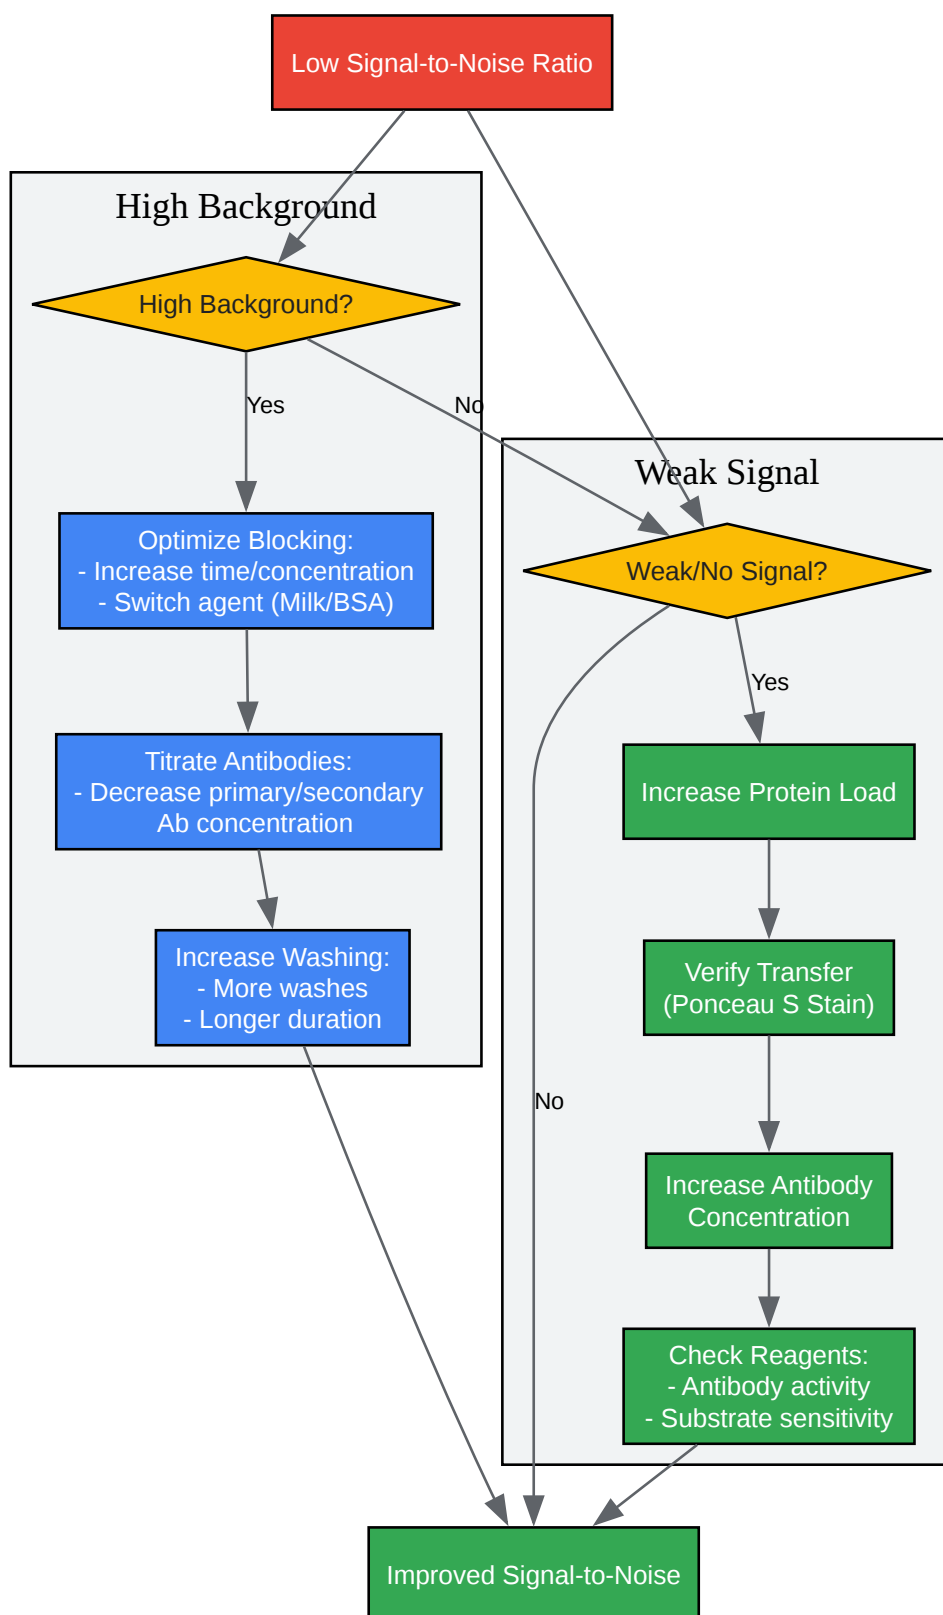 Low Signal-to-Noise Ratio
High Background
High Background?
Yes
No
Optimize Blocking:
- Increase time/concentration
- Switch agent (Milk/BSA)
Titrate Antibodies:
- Decrease primary/secondary
Ab concentration
Increase Washing:
- More washes
- Longer duration
Weak Signal
Weak/No Signal?
Yes
No
Increase Protein Load
Verify Transfer
(Ponceau S Stain)
Increase Antibody
Concentration
Check Reagents:
- Antibody activity
- Substrate sensitivity
Improved Signal-to-Noise